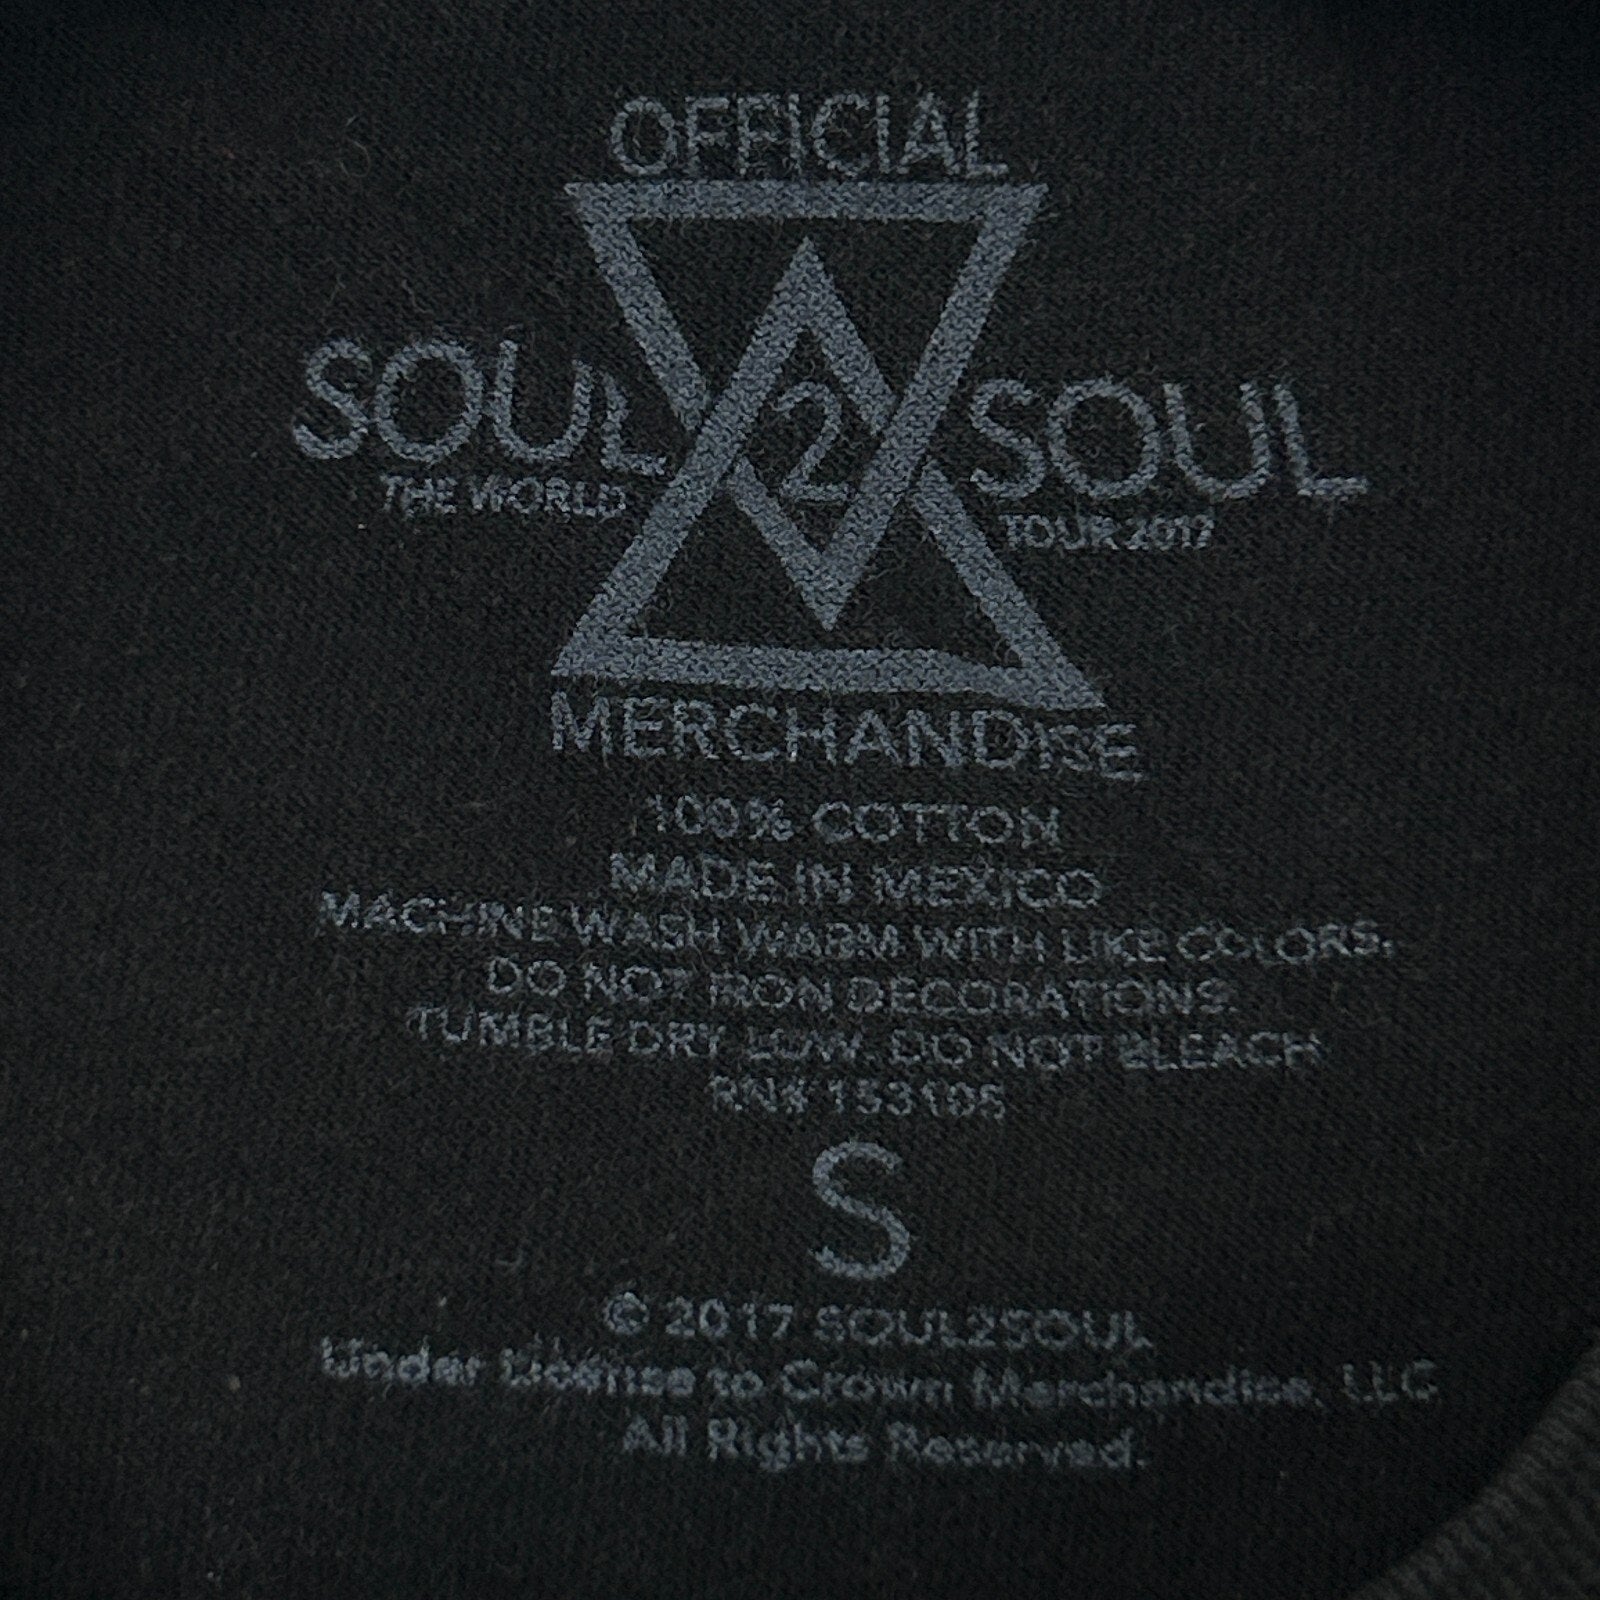 OFFICIAL
SOUL 2 SOUL
THE WORLD TOUR 2017
MERCHANDISE
100% COTTON
MADE IN MEXICO
MACHINE WASH WARM WITH LIKE COLORS.
DO NOT IRON DECORATIONS.
TUMBLE DRY LOW. DO NOT BLEACH
RN# 153105
S
© 2017 SOUL2SOUL
Under License to Crown Merchandise, LLC
All Rights Reserved.